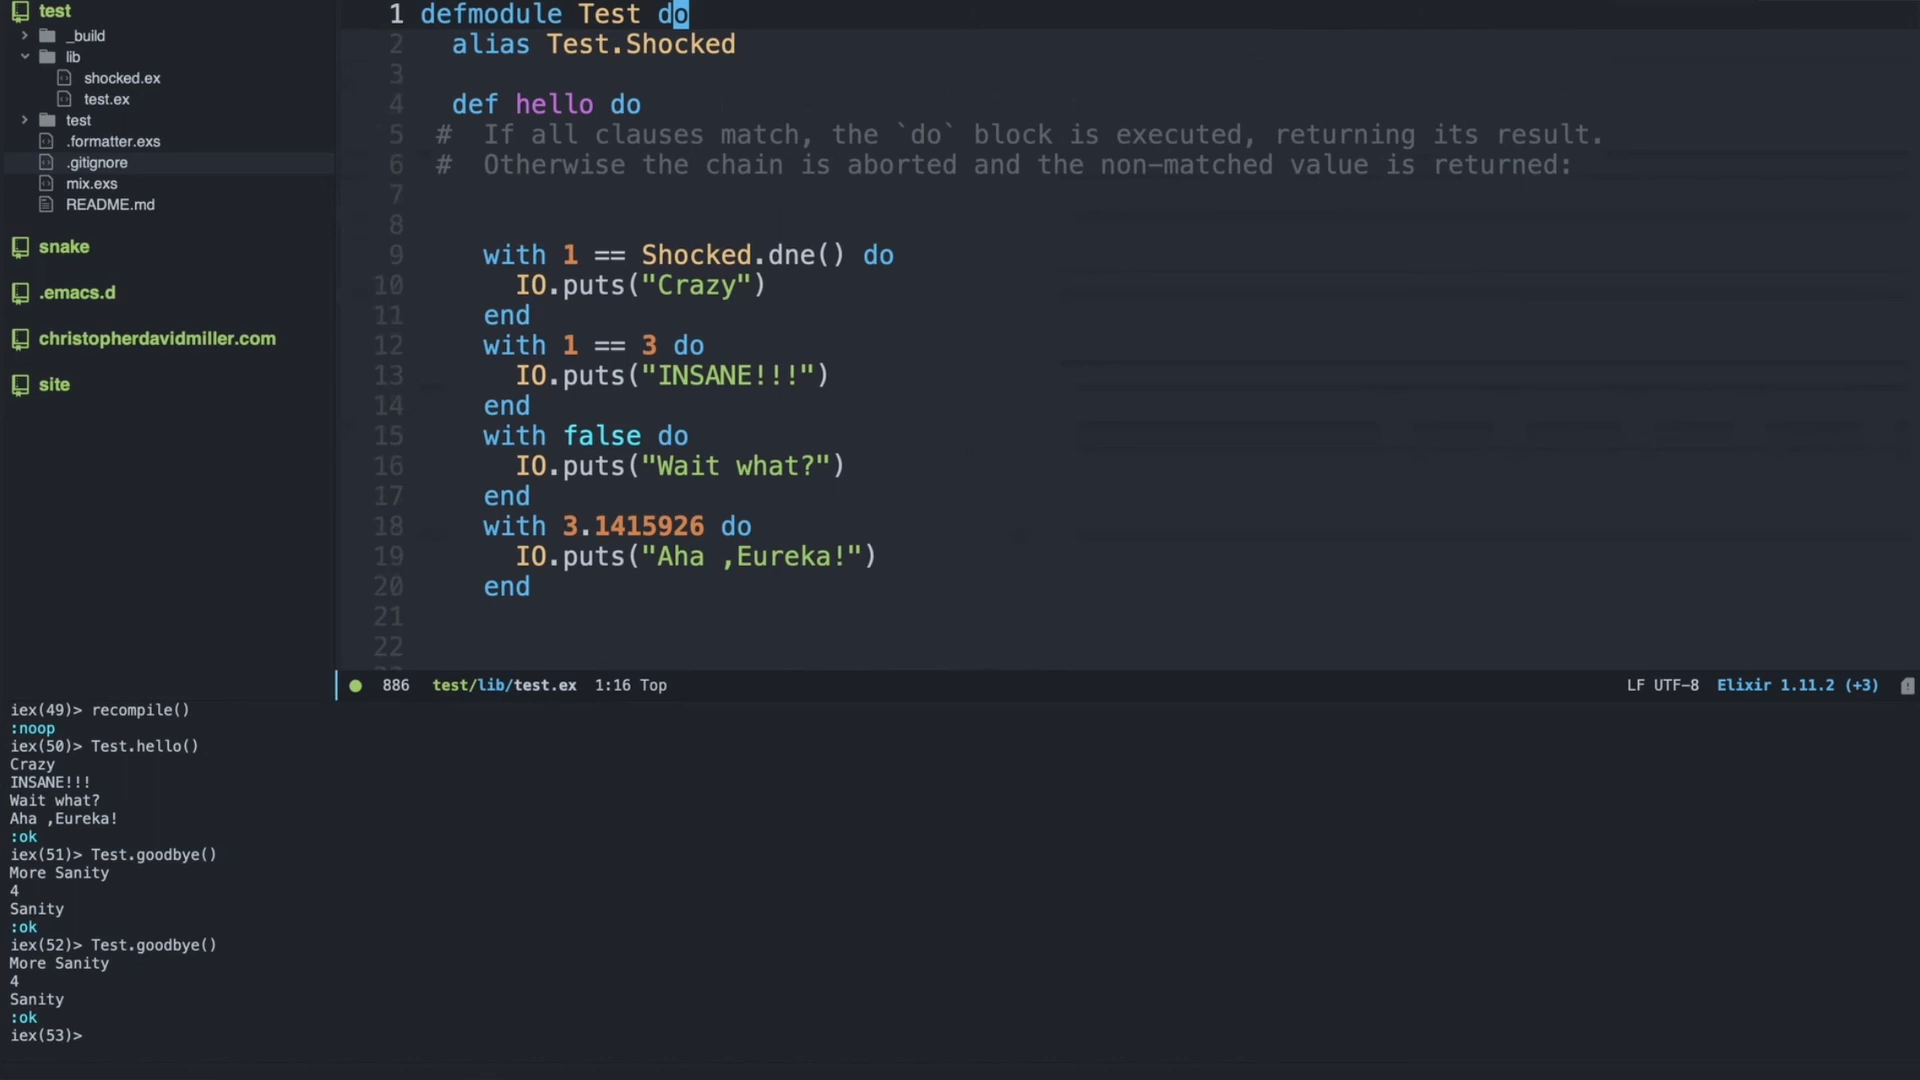 test
_build
lib
shocked.ex
test.ex
test
.formatter.exs
.gitignore
mix.exs
README.md
snake
.emacs.d
christopherdavidmiller.com
site
1 defmodule Test do
2 alias Test.Shocked
3
4 def hello do
5 #  If all clauses match, the `do` block is executed, returning its result.
6 #  Otherwise the chain is aborted and the non-matched value is returned:
7
8
9 with 1 == Shocked.dne() do
10 IO.puts("Crazy")
11 end
12 with 1 == 3 do
13 IO.puts("INSANE!!!")
14 end
15 with false do
16 IO.puts("Wait what?")
17 end
18 with 3.1415926 do
19 IO.puts("Aha ,Eureka!")
20 end
21
22
886 test/lib/test.ex 1:16 Top LF UTF-8 Elixir 1.11.2 (+3)
iex(49)> recompile()
:noop
iex(50)> Test.hello()
Crazy
INSANE!!!
Wait what?
Aha ,Eureka!
:ok
iex(51)> Test.goodbye()
More Sanity
4
Sanity
:ok
iex(52)> Test.goodbye()
More Sanity
4
Sanity
:ok
iex(53)>